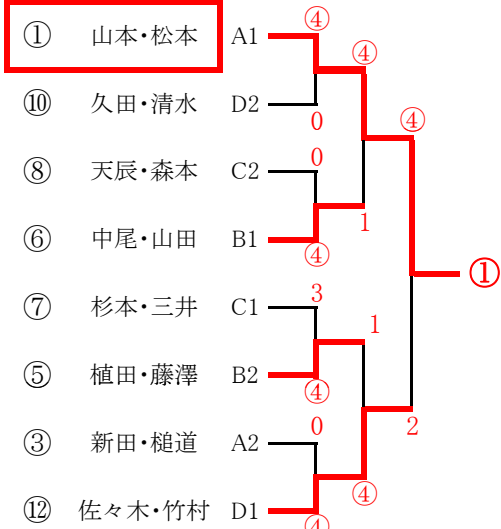 ④
① 山本・松本 A1
④
⑩ 久田・清水 D2
0
④
0
⑧ 天辰・森本 C2
1
⑥ 中尾・山田 B1
④
①
3
⑦ 杉本・三井 C1
1
⑤ 植田・藤澤 B2
④
0
2
③ 新田・槌道 A2
④
⑫ 佐々木・竹村 D1
④